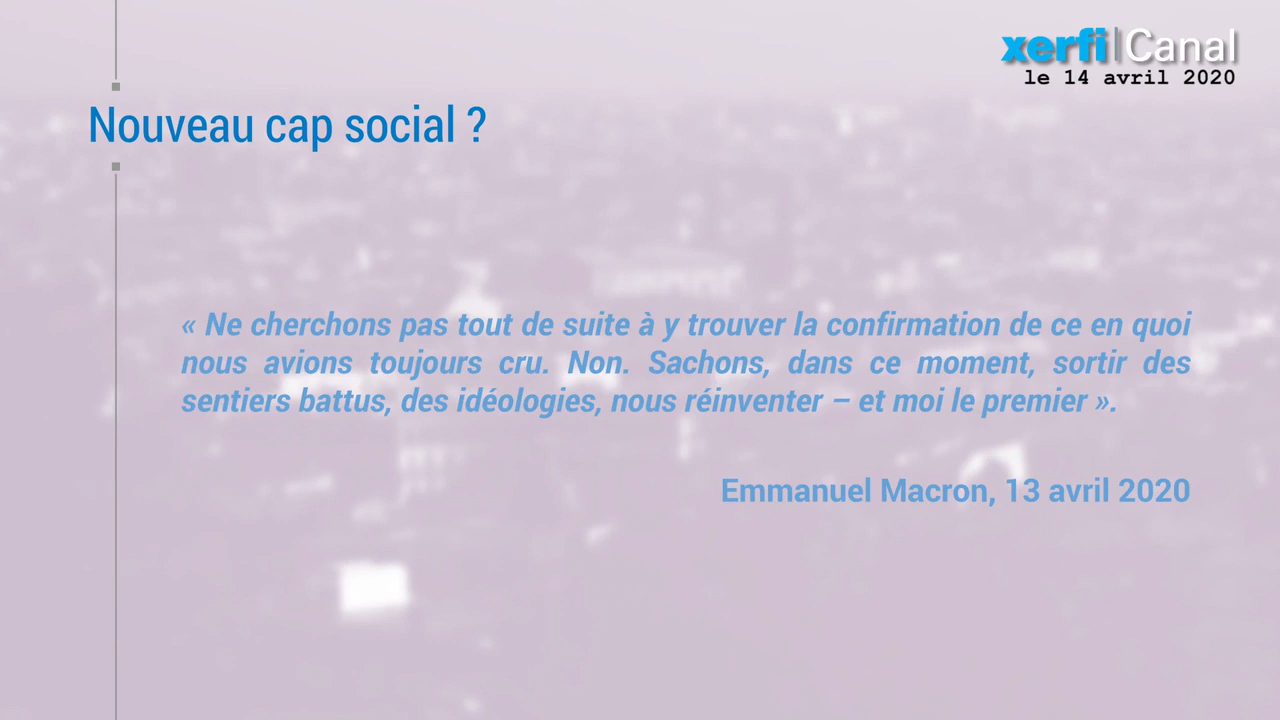 xerfi Canal
le 14 avril 2020
Nouveau cap social ?
« Ne cherchons pas tout de suite à y trouver la confirmation de ce en quoi
nous avions toujours cru. Non. Sachons, dans ce moment, sortir des
sentiers battus, des idéologies, nous réinventer – et moi le premier ».
Emmanuel Macron, 13 avril 2020